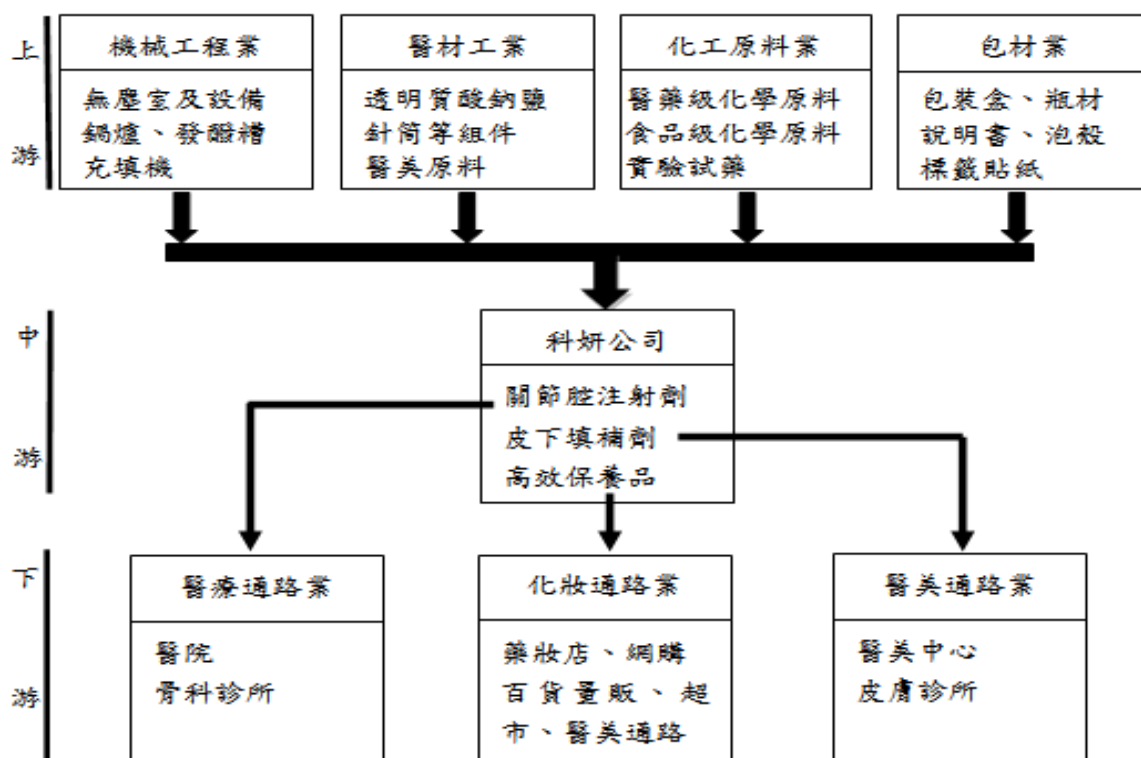 上
游
機械工程業
無塵室及設備
鍋爐、發酸糟
充填機
醫材工業
透明質酸鈉鹽
針筒等組件
醫美原料
化工原料業
醫藥級化學原料
食品級化學原料
實驗試藥
包材業
包裝盒、瓶材
說明書、泡殼
標籤貼紙
中
游
科妍公司
關節腔注射劑
皮下填補劑
高效保養品
下
游
醫療通路業
醫院
骨科診所
化妝通路業
藥妝店、網購
百貨量販、超
市、醫美通路
醫美通路業
醫美中心
皮膚診所